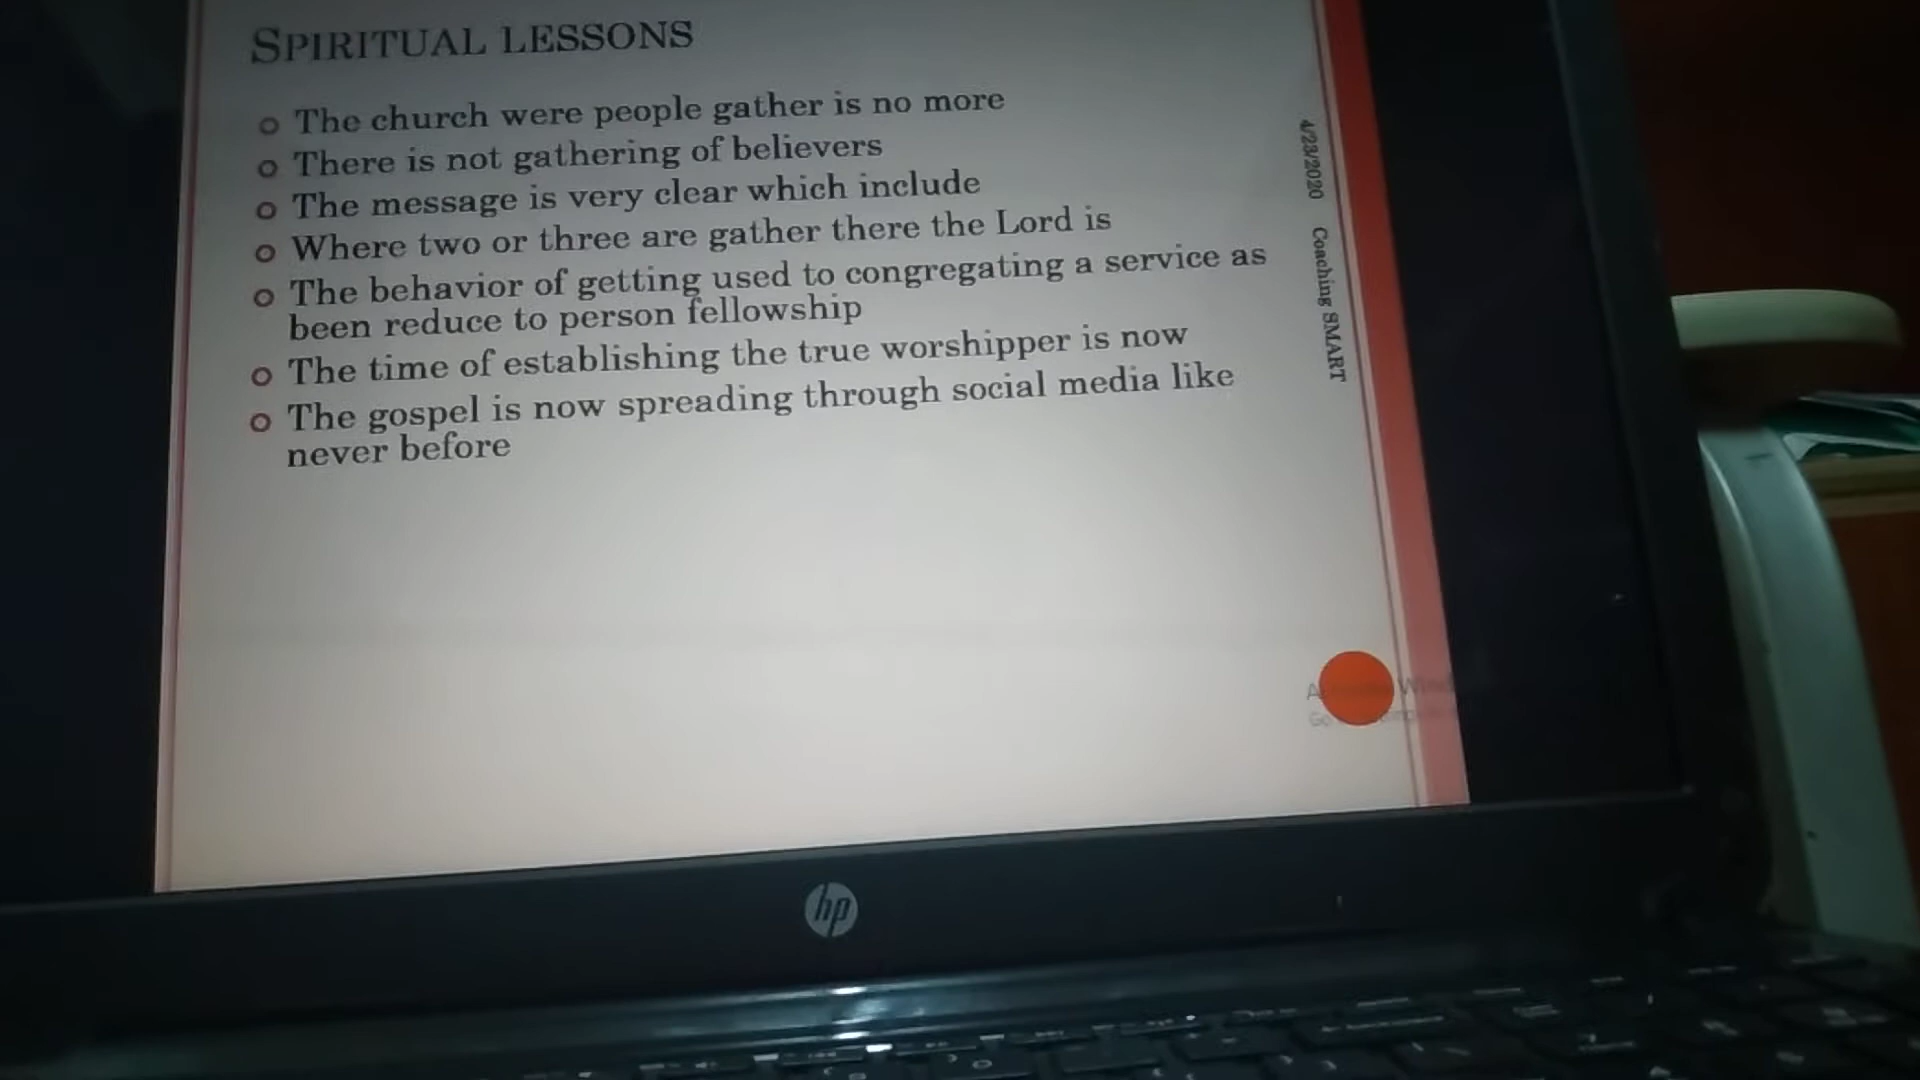 SPIRITUAL LESSONS
The church were people gather is no more
There is not gathering of believers
The message is very clear which include
Where two or three are gather there the Lord is
The behavior of getting used to congregating a service as
been reduce to person fellowship
The time of establishing the true worshipper is now
The gospel is now spreading through social media like
never before
4/23/2020 Coaching SMART
hp